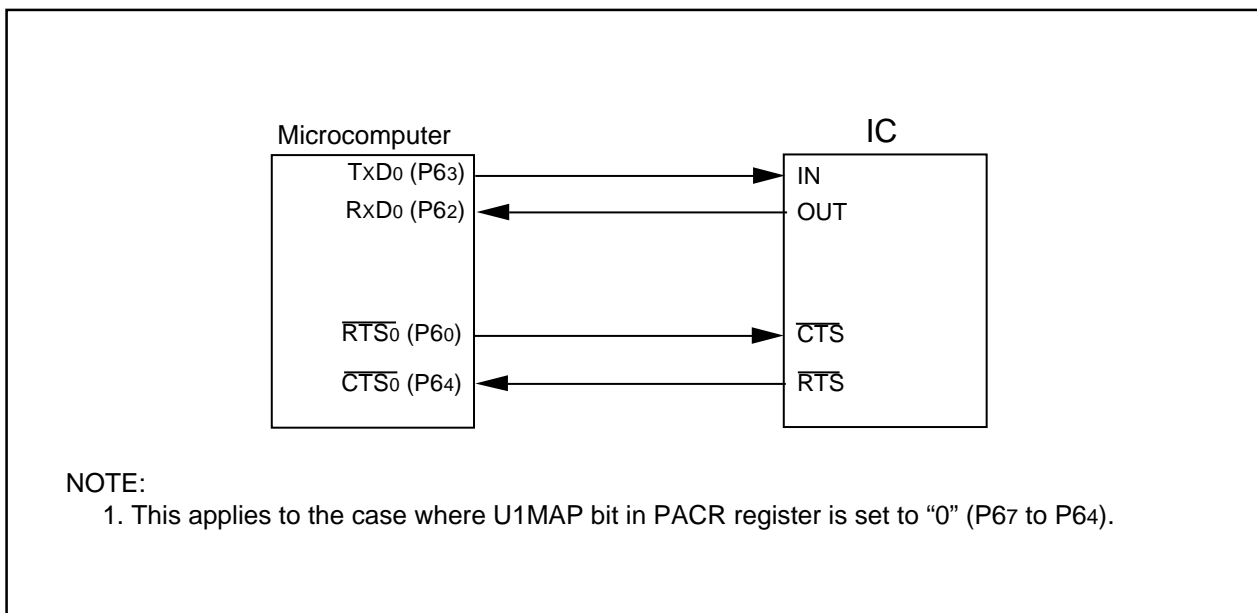 Microcomputer
IC
TxD0 (P63)
IN
RxD0 (P62)
OUT
RTS0 (P60)
CTS
CTS0 (P64)
RTS
NOTE:
1. This applies to the case where U1MAP bit in PACR register is set to “0” (P67 to P64).